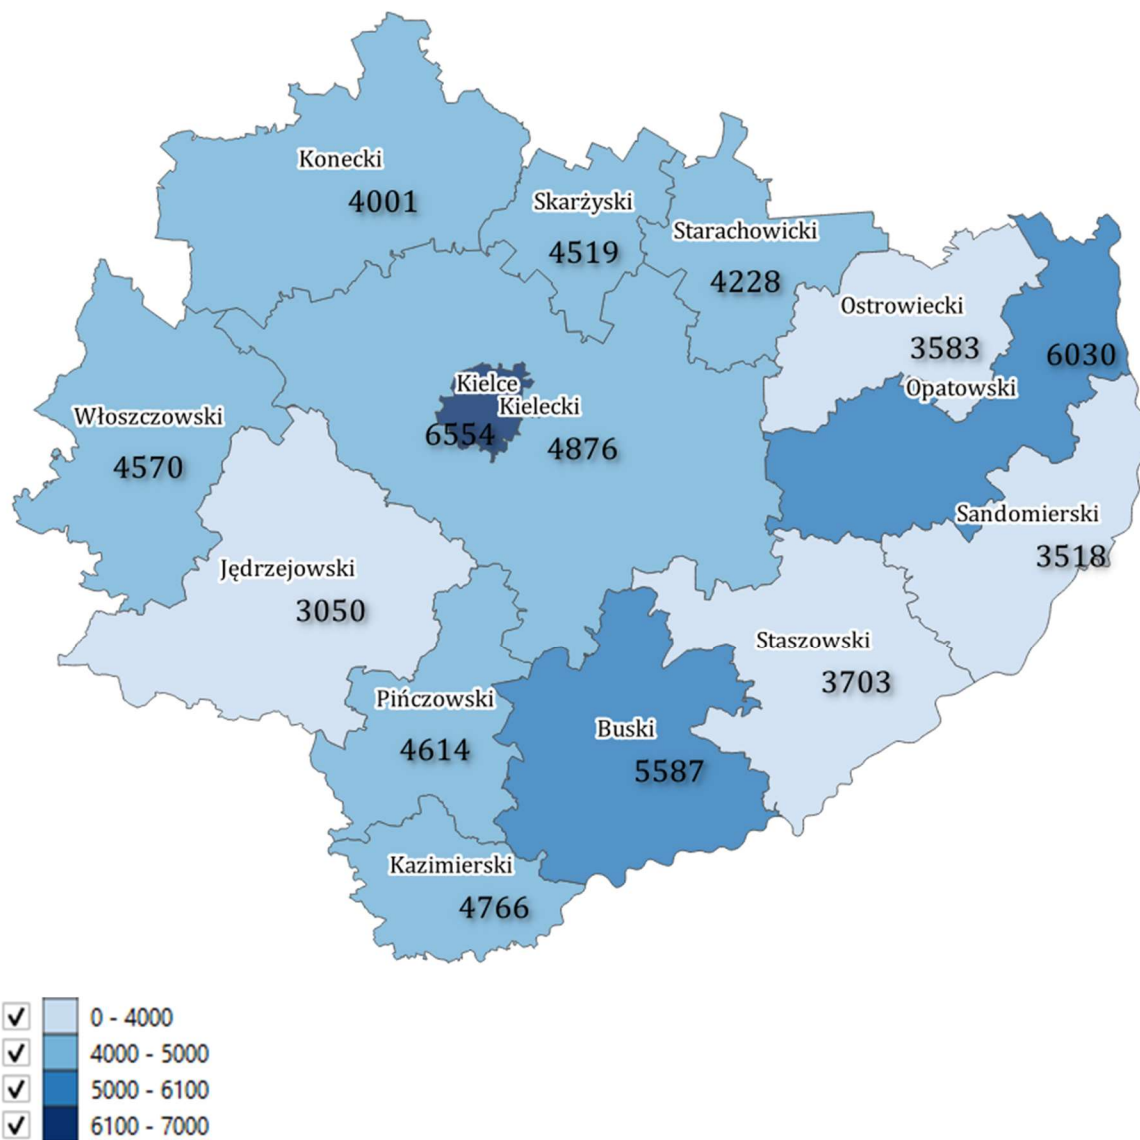 Konecki
4001
Skarżyski
4519
Starachowicki
4228
Ostrowiecki
3583
6030
Opatowski
Kielce
Kielecki
6554
4876
Włoszczowski
4570
Sandomierski
3518
Jędrzejowski
3050
Staszowski
3703
Pińczowski
4614
Buski
5587
Kazimierski
4766
0 - 4000
4000 - 5000
5000 - 6100
6100 - 7000